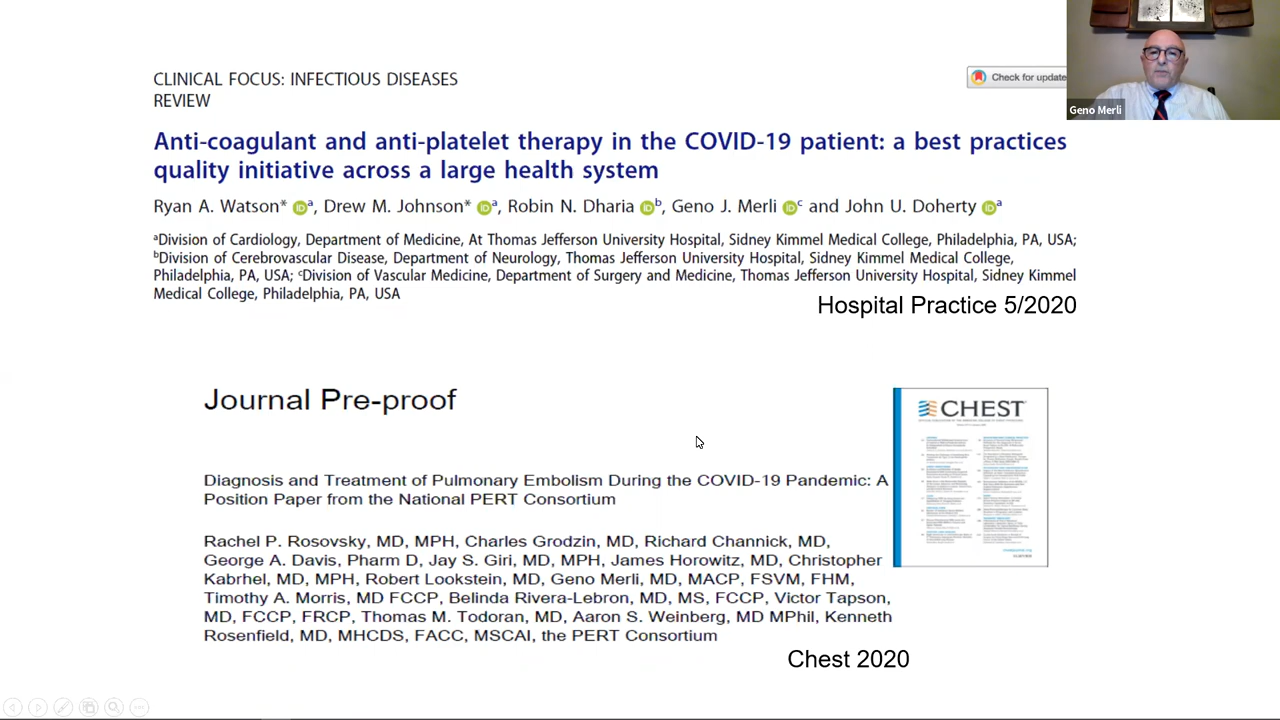 CLINICAL FOCUS: INFECTIOUS DISEASES
REVIEW
Check for update
Geno Merli
Anti-coagulant and anti-platelet therapy in the COVID-19 patient: a best practices
quality initiative across a large health system
Ryan A. Watson* iD a, Drew M. Johnson* iD a, Robin N. Dharia iD b, Geno J. Merli iD c and John U. Doherty iD a
aDivision of Cardiology, Department of Medicine, At Thomas Jefferson University Hospital, Sidney Kimmel Medical College, Philadelphia, PA, USA;
bDivision of Cerebrovascular Disease, Department of Neurology, Thomas Jefferson University Hospital, Sidney Kimmel Medical College,
Philadelphia, PA, USA; cDivision of Vascular Medicine, Department of Surgery and Medicine, Thomas Jefferson University Hospital, Sidney Kimmel
Medical College, Philadelphia, PA, USA
Hospital Practice 5/2020
Journal Pre-proof
CHEST
Diagnosis and Treatment of Pulmonary Embolism During the COVID-19 Pandemic: A
Position Paper from the National PERT Consortium
Rachel P. Rosovsky, MD, MPH, Charles Grodzin, MD, Richard Channick, MD,
George A. Davis, Pharm D, Jay S. Giri, MD, MPH, James Horowitz, MD, Christopher
Kabrhel, MD, MPH, Robert Lookstein, MD, Geno Merli, MD, MACP, FSVM, FHM,
Timothy A. Morris, MD FCCP, Belinda Rivera-Lebron, MD, MS, FCCP, Victor Tapson,
MD, FCCP, FRCP, Thomas M. Todoran, MD, Aaron S. Weinberg, MD MPhil, Kenneth
Rosenfield, MD, MHCDS, FACC, MSCAI, the PERT Consortium
Chest 2020